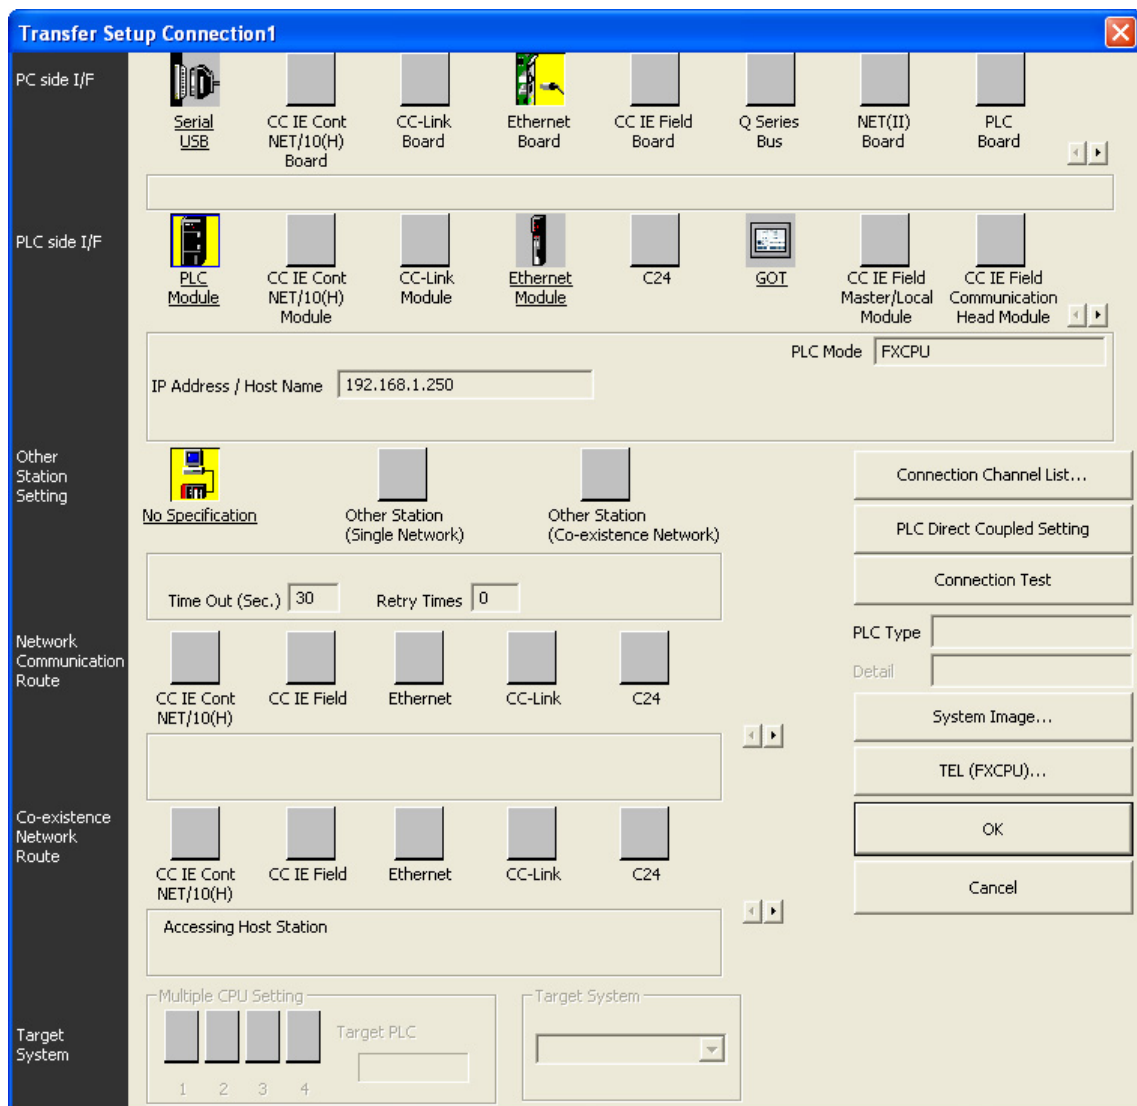 Transfer Setup Connection1
PC side I/F
Serial
USB
CC IE Cont
NET/10(H)
Board
CC-Link
Board
Ethernet
Board
CC IE Field
Board
Q Series
Bus
NET(II)
Board
PLC
Board
PLC side I/F
PLC
Module
CC IE Cont
NET/10(H)
Module
CC-Link
Module
Ethernet
Module
C24
GOT
CC IE Field
Master/Local
Module
CC IE Field
Communication
Head Module
PLC Mode FXCPU
IP Address / Host Name 192.168.1.250
Other
Station
Setting
No Specification
Other Station
(Single Network)
Other Station
(Co-existence Network)
Time Out (Sec.) 30 Retry Times 0
Connection Channel List...
PLC Direct Coupled Setting
Connection Test
PLC Type
Detail
System Image...
TEL (FXCPU)...
OK
Cancel
Network
Communication
Route
CC IE Cont
NET/10(H)
CC IE Field
Ethernet
CC-Link
C24
Co-existence
Network
Route
CC IE Cont
NET/10(H)
CC IE Field
Ethernet
CC-Link
C24
Accessing Host Station
Target
System
Multiple CPU Setting
1 2 3 4
Target PLC
Target System